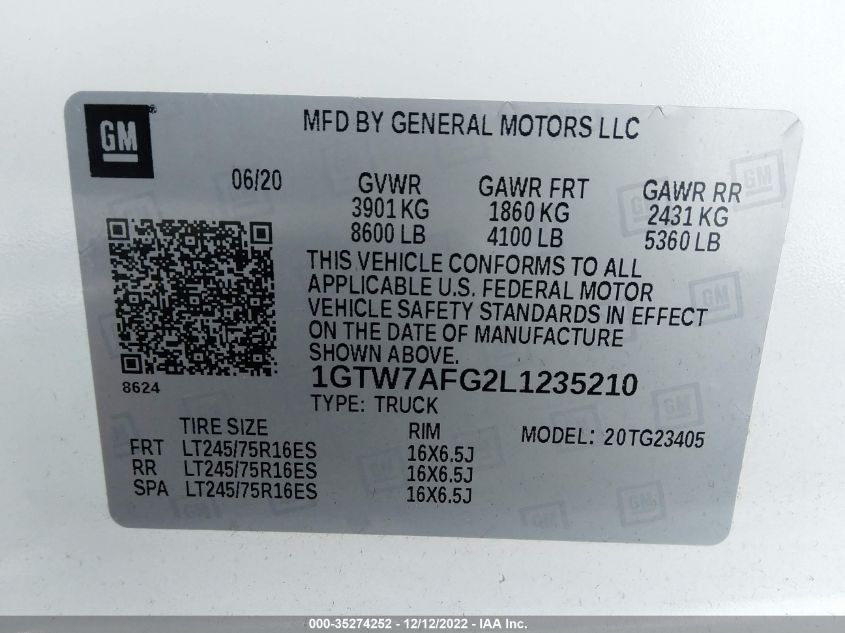 GM
MFD BY GENERAL MOTORS LLC
06/20
GVWR GAWR FRT GAWR RR
3901 KG 1860 KG 2431 KG
8600 LB 4100 LB 5360 LB
THIS VEHICLE CONFORMS TO ALL
APPLICABLE U.S. FEDERAL MOTOR
VEHICLE SAFETY STANDARDS IN EFFECT
ON THE DATE OF MANUFACTURE
SHOWN ABOVE.
8624
1GTW7AFG2L1235210
TYPE: TRUCK
TIRE SIZE RIM MODEL: 20TG23405
FRT LT245/75R16ES 16X6.5J
RR LT245/75R16ES 16X6.5J
SPA LT245/75R16ES 16X6.5J
000-35274252 - 12/12/2022 - IAA Inc.